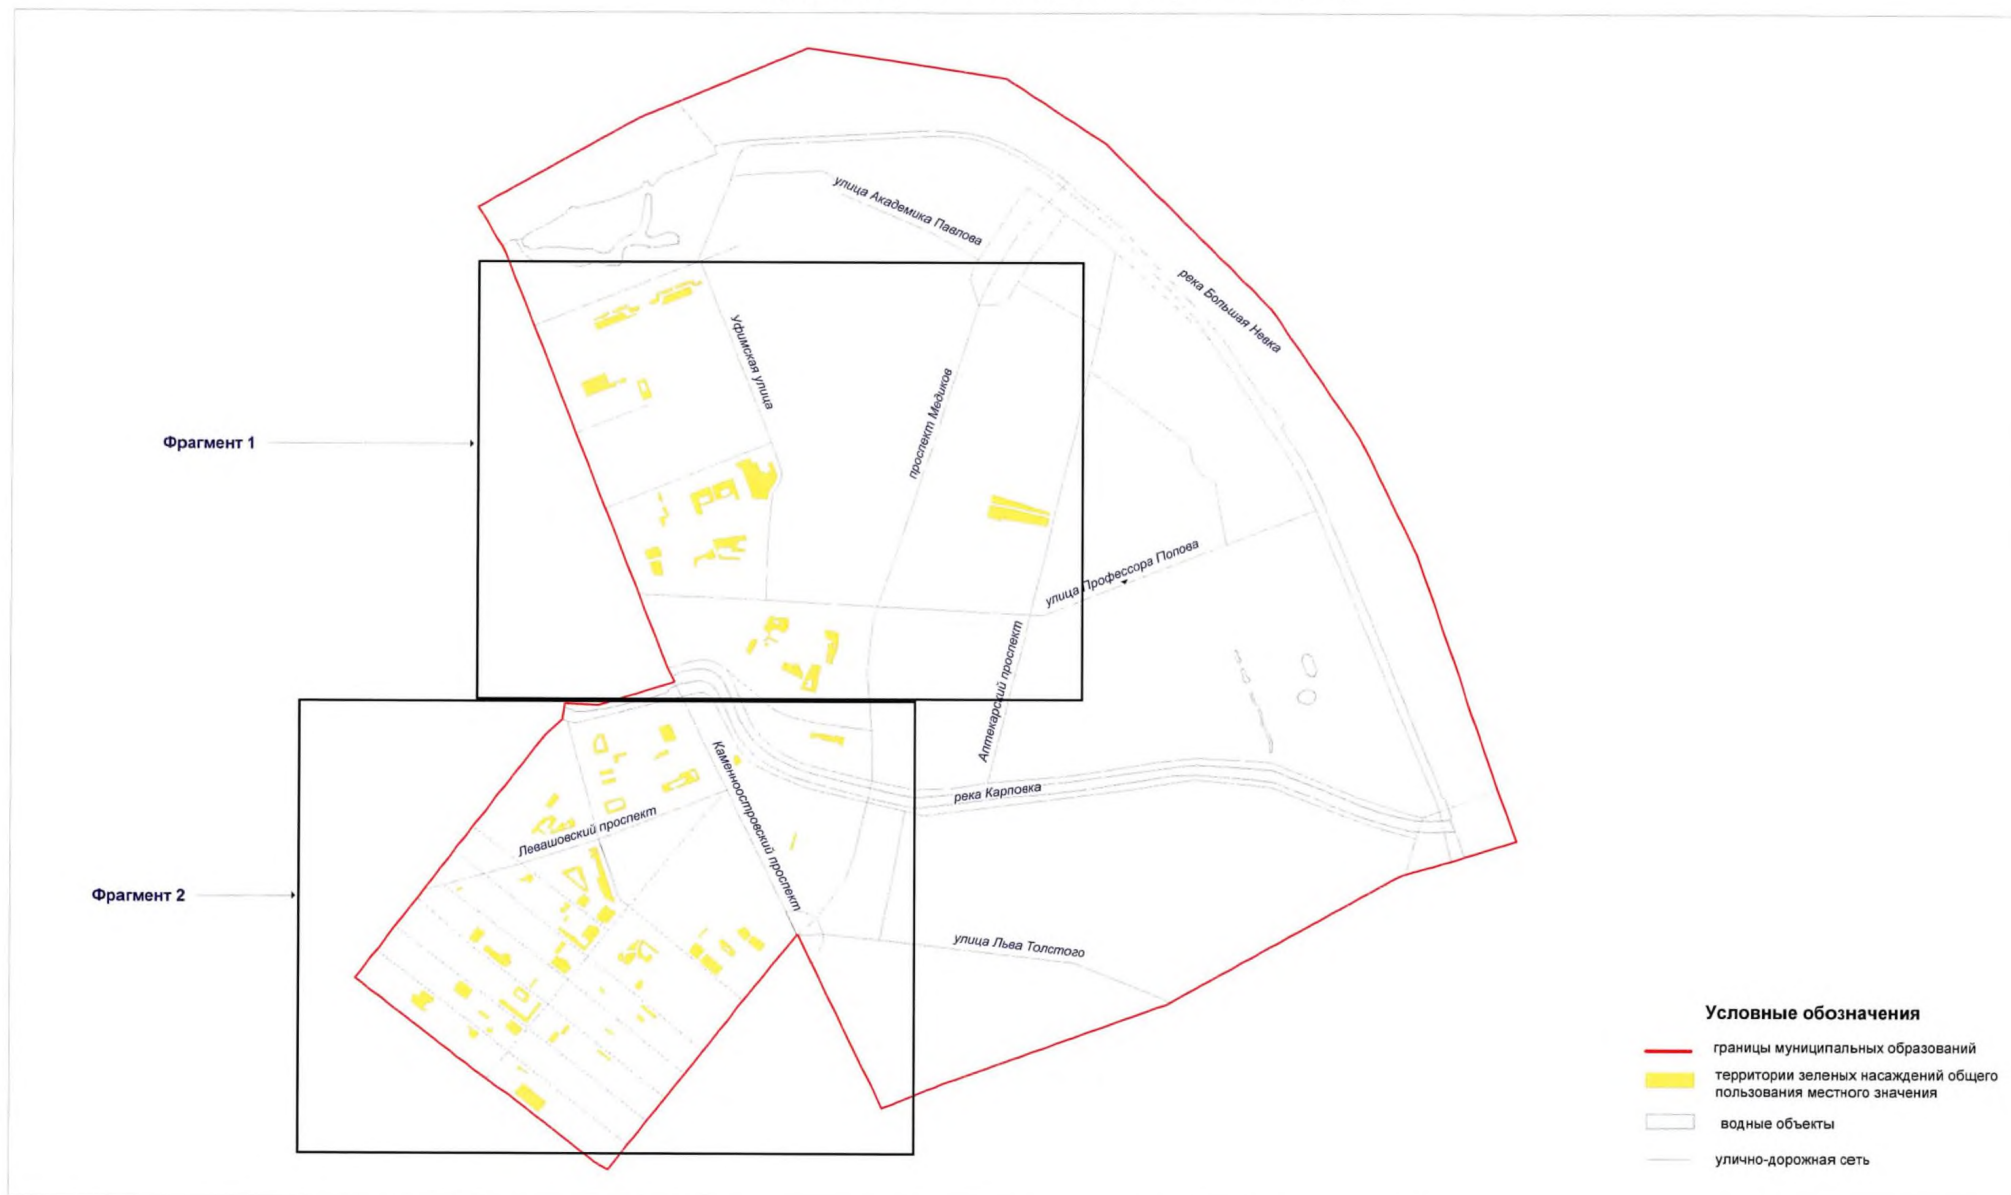 улица Академика Павлова
река Большая Невка
Уфимская улица
проспект Медиков
Фрагмент 1
улица Профессора Попова
Аптекарский проспект
Каменноостровский проспект
река Карповка
Левашовский проспект
Фрагмент 2
улица Льва Толстого
Условные обозначения
границы муниципальных образований
территории зеленых насаждений общего
пользования местного значения
водные объекты
улично-дорожная сеть